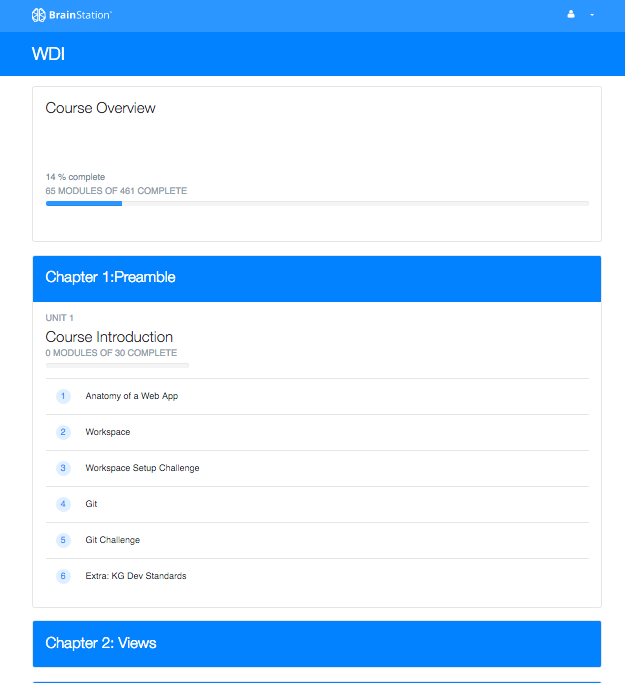 BrainStation
WDI
Course Overview
14 % complete
65 MODULES OF 461 COMPLETE
Chapter 1:Preamble
UNIT 1
Course Introduction
0 MODULES OF 30 COMPLETE
1 Anatomy of a Web App
2 Workspace
3 Workspace Setup Challenge
4 Git
5 Git Challenge
6 Extra: KG Dev Standards
Chapter 2: Views